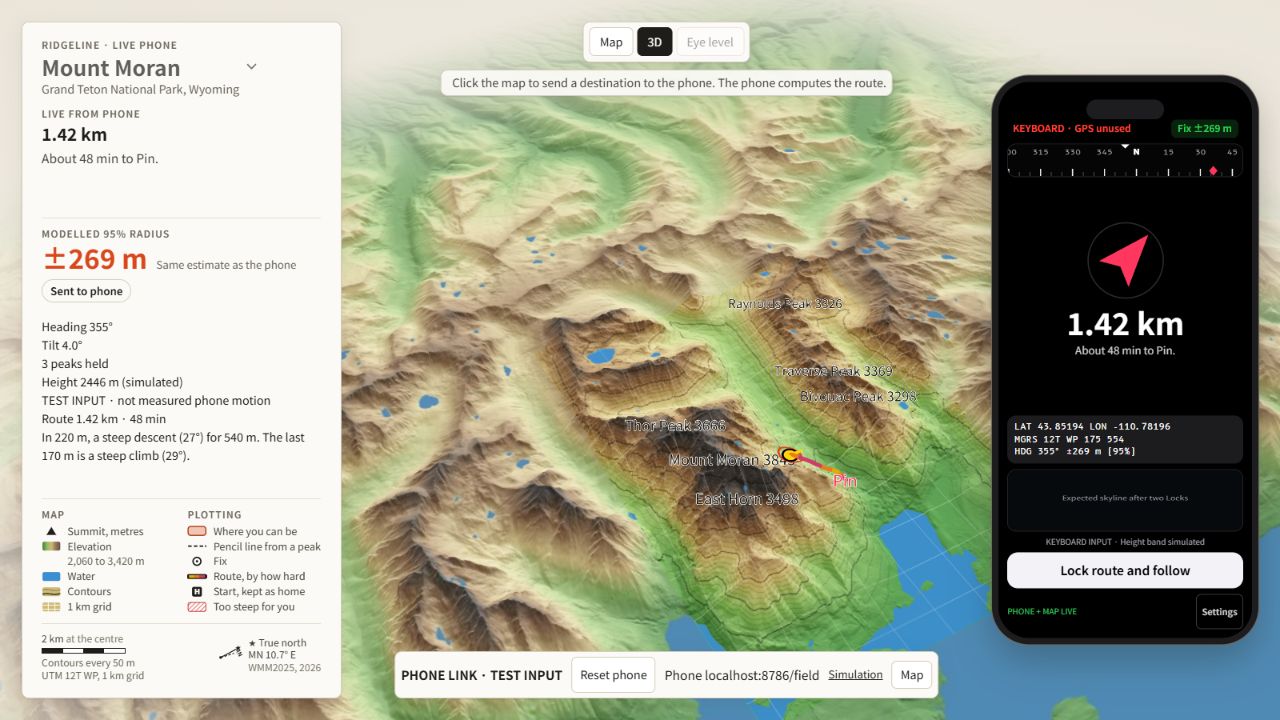 RIDGELINE · LIVE PHONE
Mount Moran
Grand Teton National Park, Wyoming
LIVE FROM PHONE
1.42 km
About 48 min to Pin.
MODELLED 95% RADIUS
±269 m Same estimate as the phone
Sent to phone
Heading 355°
Tilt 4.0°
3 peaks held
Height 2446 m (simulated)
TEST INPUT · not measured phone motion
Route 1.42 km · 48 min
In 220 m, a steep descent (27°) for 540 m. The last
170 m is a steep climb (29°).
MAP
Summit, metres
Elevation
2,060 to 3,420 m
Water
Contours
1 km grid
PLOTTING
Where you can be
Pencil line from a peak
Fix
Route, by how hard
H Start, kept as home
Too steep for you
2 km at the centre
Contours every 50 m
UTM 12T WP, 1 km grid
★ True north
MN 10.7° E
WMM2025, 2026
Map 3D Eye level
Click the map to send a destination to the phone. The phone computes the route.
Raynolds Peak 3326
Traverse Peak 3369
Bivouac Peak 3298
Thor Peak 3666
Mount Moran
Pin
East Horn 3498
PHONE LINK · TEST INPUT Reset phone Phone localhost:8786/field Simulation Map
KEYBOARD · GPS unused Fix ±269 m
315 330 345 N 15 30 45
1.42 km
About 48 min to Pin.
LAT 43.85194 LON -110.78196
MGRS 12T WP 175 554
HDG 355° ±269 m [95%]
Expected skyline after two Locks
KEYBOARD INPUT · Height band simulated
Lock route and follow
PHONE + MAP LIVE Settings